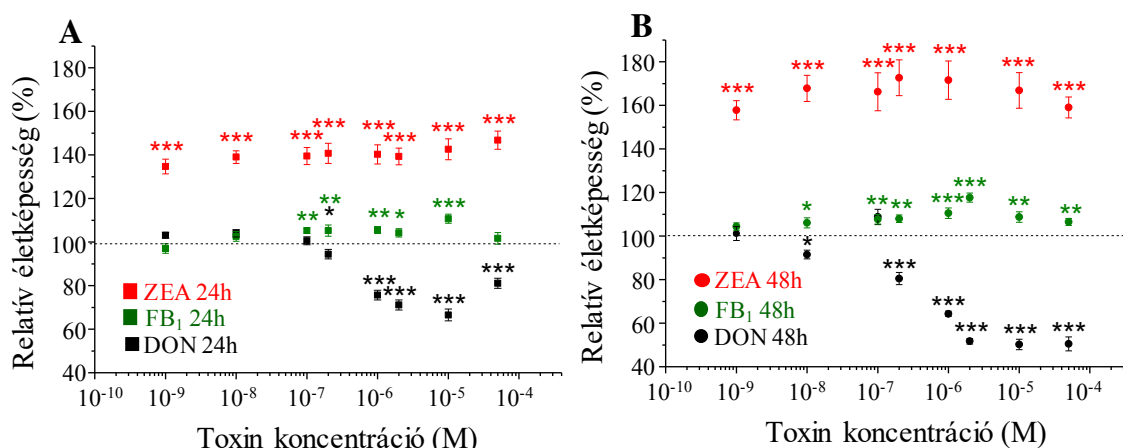 A
Relatív életképesség (%)
180
160
140
120
100
80
60
40
*** *** *** *** *** *** *** ***
** ** ** * ***
* *** *** *** ***
ZEA 24h
FB₁ 24h
DON 24h
10⁻¹⁰ 10⁻⁹ 10⁻⁸ 10⁻⁷ 10⁻⁶ 10⁻⁵ 10⁻⁴
Toxin koncentráció (M)
B
Relatív életképesség (%)
180
160
140
120
100
80
60
40
*** *** *** *** *** *** ***
* ** ** *** *** ** **
* *** *** *** *** ***
ZEA 48h
FB₁ 48h
DON 48h
10⁻¹⁰ 10⁻⁹ 10⁻⁸ 10⁻⁷ 10⁻⁶ 10⁻⁵ 10⁻⁴
Toxin koncentráció (M)